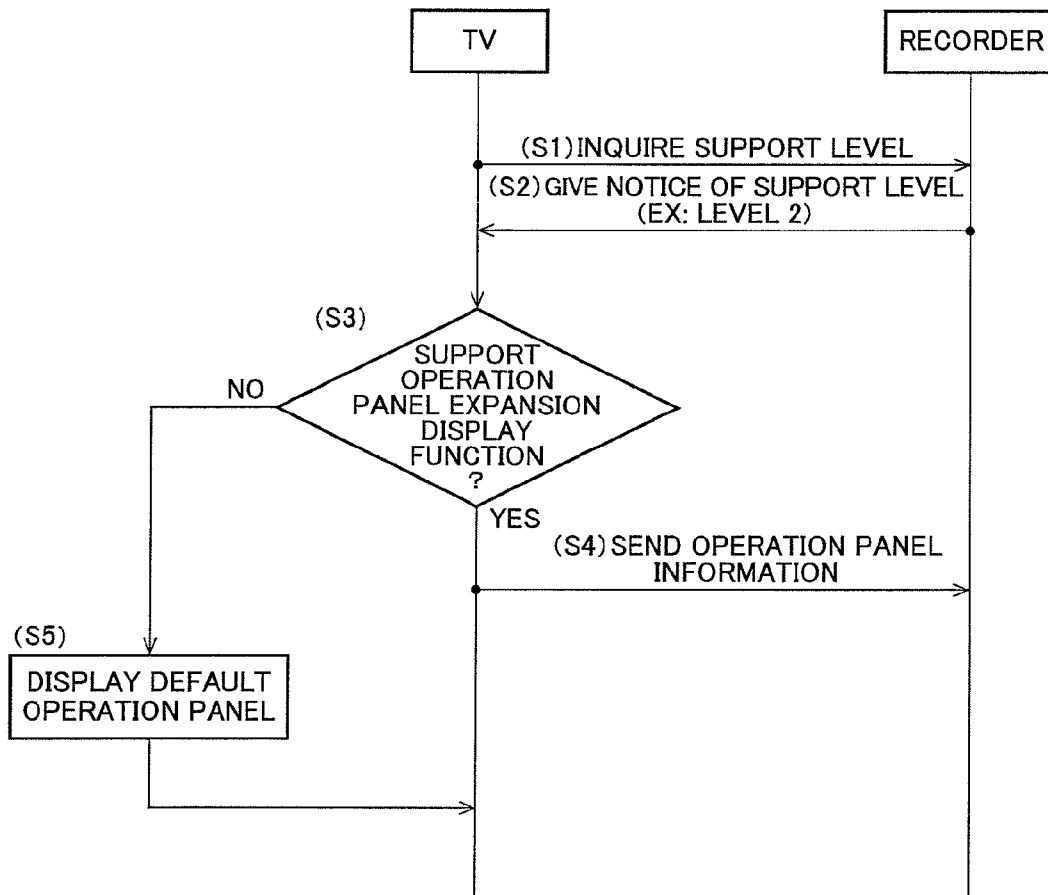 TV
RECORDER
(S1) INQUIRE SUPPORT LEVEL
(S2) GIVE NOTICE OF SUPPORT LEVEL
(EX: LEVEL 2)
(S3)
SUPPORT
OPERATION
PANEL EXPANSION
DISPLAY
FUNCTION
?
NO
YES
(S4) SEND OPERATION PANEL
INFORMATION
(S5)
DISPLAY DEFAULT
OPERATION PANEL